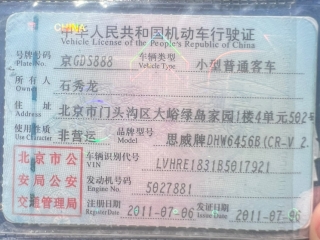 中华人民共和国机动车行驶证
Vehicle License of the People's Republic of China
号牌号码 京GDS888 车辆类型 小型普通客车
Plate No. Vehicle Type
所有人 石秀龙
Owner
住址 北京市门头沟区大峪绿岛家园1楼4单元502号
Address
使用性质 非营运 品牌型号 思威牌DHW6456B(CR-V 2.
Model
北京市公安局公安交通管理局
车辆识别代号 LVHRE1831B5017921
VIN
发动机号码 5027881
Engine No.
注册日期 2011-07-06 发证日期 2011-07-06
Register Date Issue Date